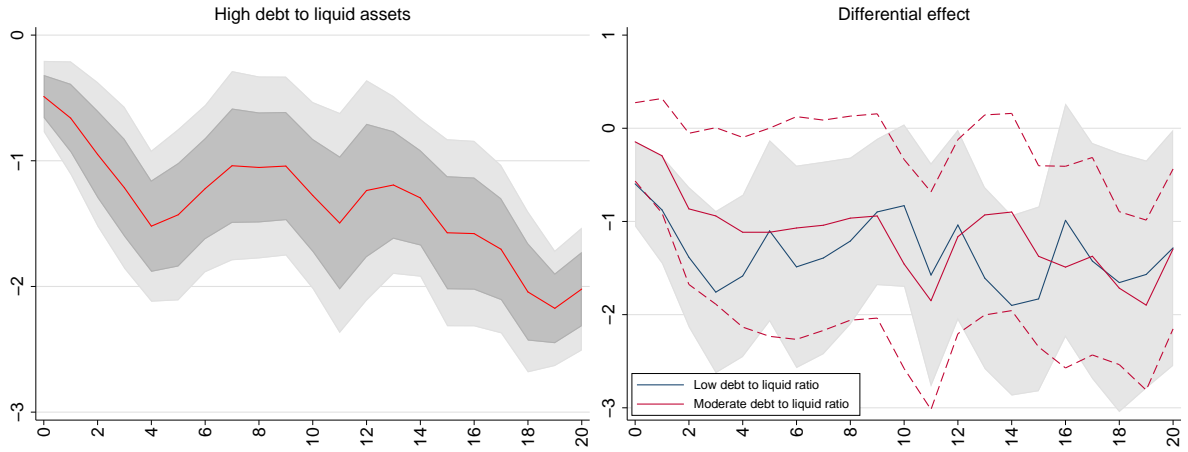 High debt to liquid assets
0
−1
−2
−3
0 2 4 6 8 10 12 14 16 18 20
Differential effect
1
0
−1
−2
−3
Low debt to liquid ratio
Moderate debt to liquid ratio
0 2 4 6 8 10 12 14 16 18 20